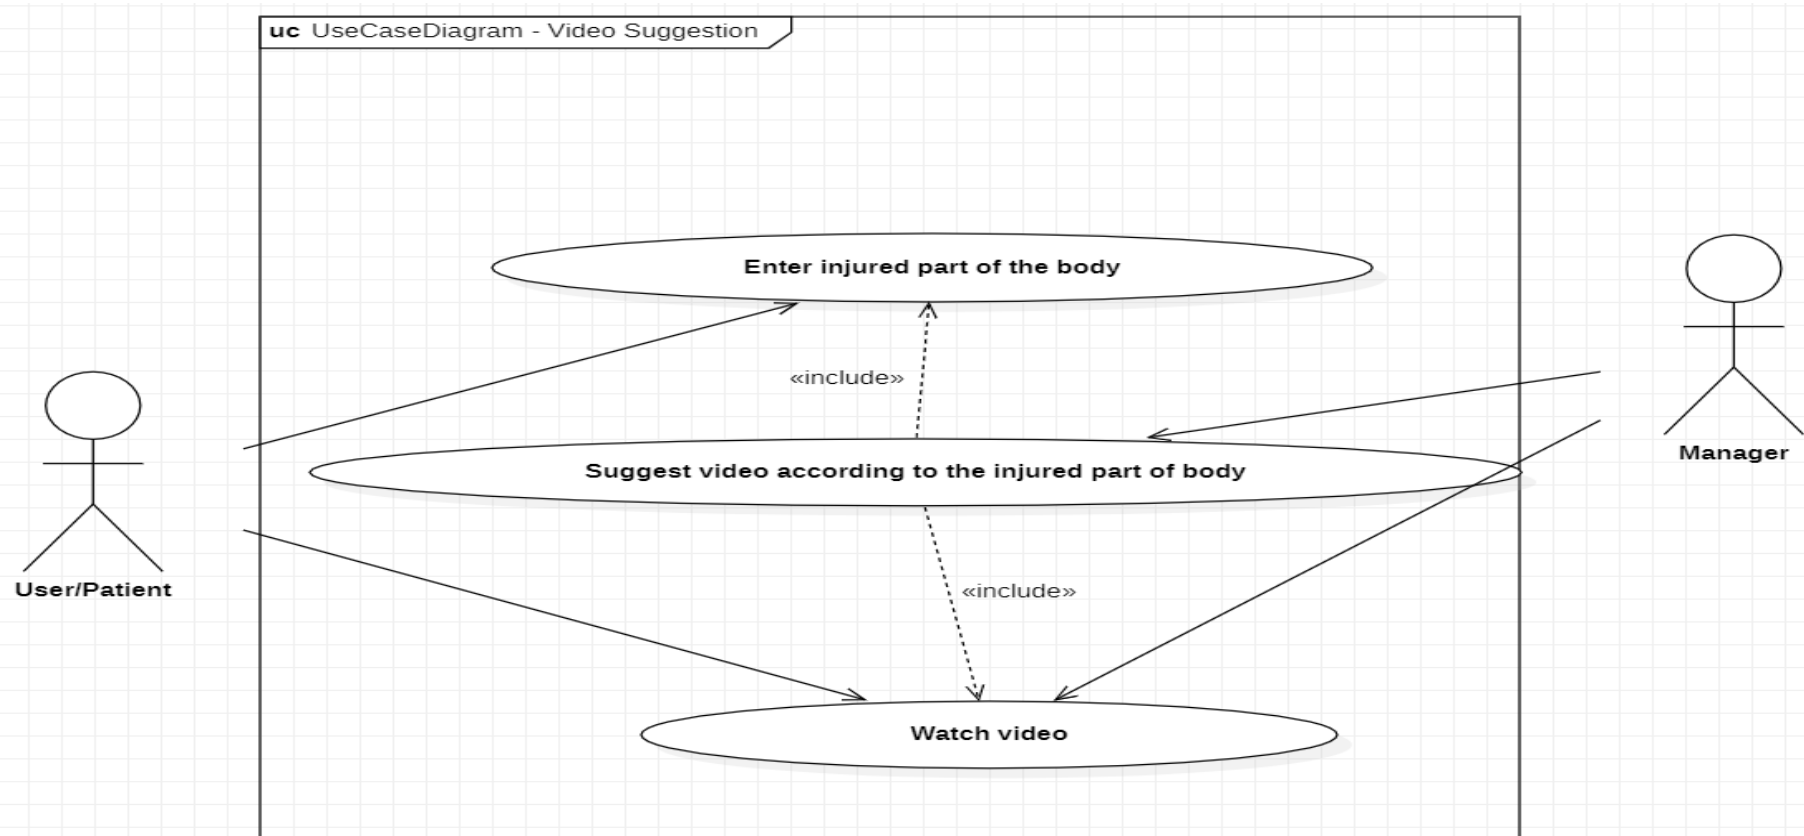 uc UseCaseDiagram - Video Suggestion
Enter injured part of the body
«include»
Manager
Suggest video according to the injured part of body
User/Patient
«include»
Watch video